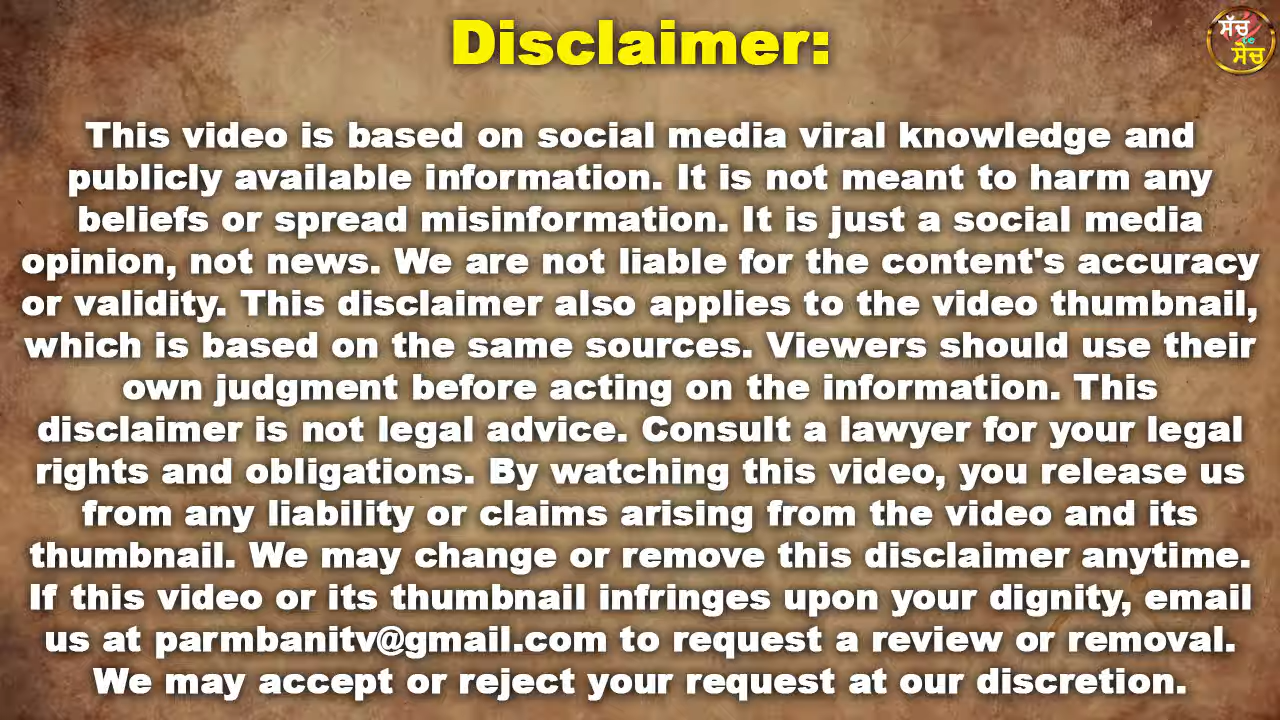 Disclaimer:
ਸੱਚ
ਤੇ
ਸੋਚ
This video is based on social media viral knowledge and
publicly available information. It is not meant to harm any
beliefs or spread misinformation. It is just a social media
opinion, not news. We are not liable for the content's accuracy
or validity. This disclaimer also applies to the video thumbnail,
which is based on the same sources. Viewers should use their
own judgment before acting on the information. This
disclaimer is not legal advice. Consult a lawyer for your legal
rights and obligations. By watching this video, you release us
from any liability or claims arising from the video and its
thumbnail. We may change or remove this disclaimer anytime.
If this video or its thumbnail infringes upon your dignity, email
us at parmbanitv@gmail.com to request a review or removal.
We may accept or reject your request at our discretion.